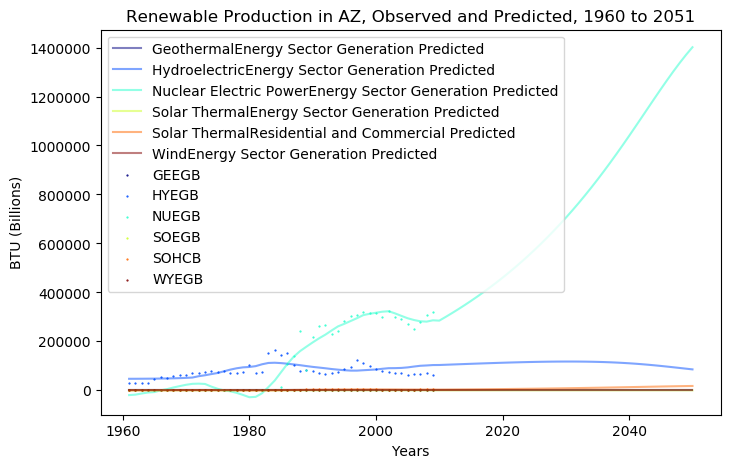 Renewable Production in AZ, Observed and Predicted, 1960 to 2051
1400000
1200000
1000000
800000
600000
400000
200000
0
BTU (Billions)
GeothermalEnergy Sector Generation Predicted
HydroelectricEnergy Sector Generation Predicted
Nuclear Electric PowerEnergy Sector Generation Predicted
Solar ThermalEnergy Sector Generation Predicted
Solar ThermalResidential and Commercial Predicted
WindEnergy Sector Generation Predicted
GEEGB
HYEGB
NUEGB
SOEGB
SOHCB
WYEGB
1960 1980 2000 2020 2040
Years